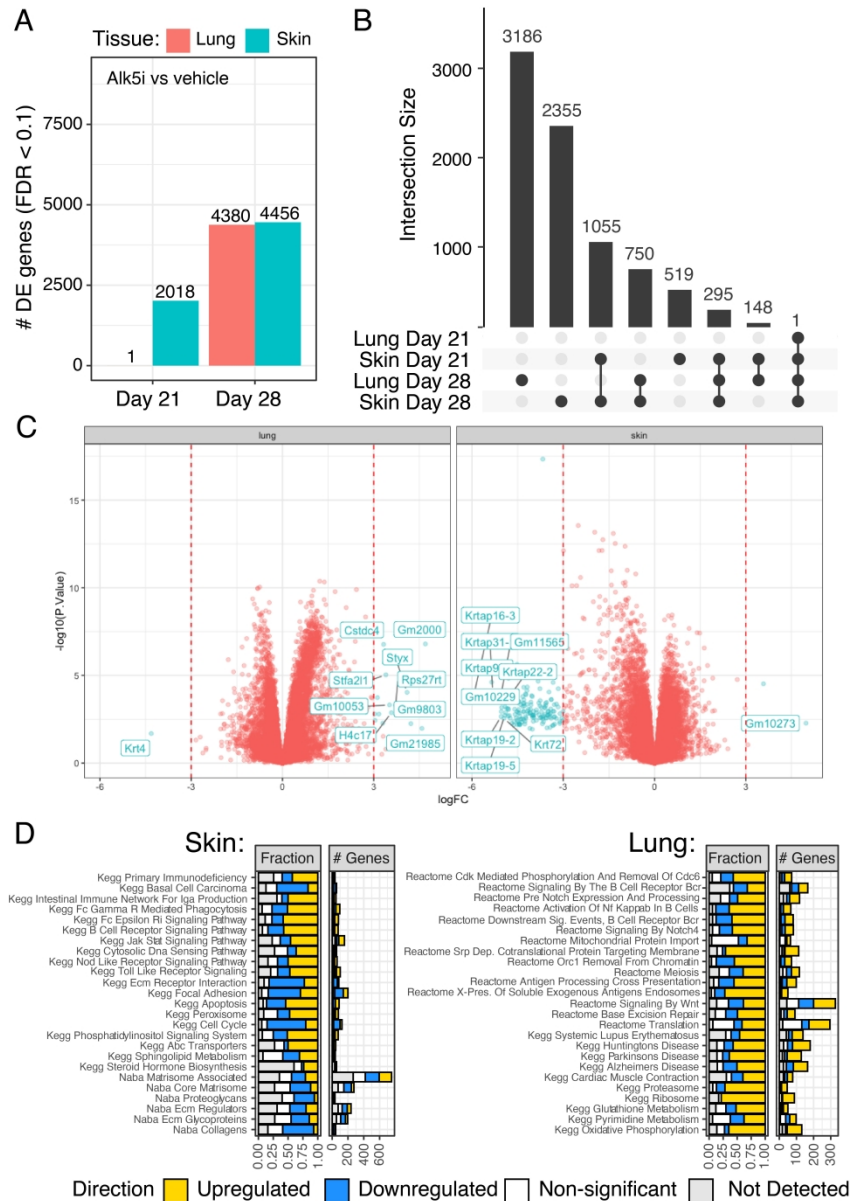 A
Tissue: Lung Skin
Alk5i vs vehicle
# DE genes (FDR < 0.1)
7500
5000
2500
0
1
2018
4380
4456
Day 21 Day 28
B
Intersection Size
3000
2000
1000
3186
2355
1055
750
519
295
148
1
Lung Day 21
Skin Day 21
Lung Day 28
Skin Day 28
C
lung
skin
-log10(P.Value)
15
10
5
0
Cstdc4
Gm2000
Styx
Stfa2l1
Rps27rt
Gm10053
Gm9803
H4c17
Gm21985
Krt4
Krtap16-3
Krtap31-
Gm11565
Krtap9
Krtap22-2
Gm10229
Krtap19-2
Krt72
Krtap19-5
Gm10273
-6 -3 0 3 -6 -3 0 3
logFC
D
Skin:
Fraction # Genes
Kegg Primary Immunodeficiency
Kegg Basal Cell Carcinoma
Kegg Intestinal Immune Network For Iga Production
Kegg Fc Gamma R Mediated Phagocytosis
Kegg Fc Epsilon Ri Signaling Pathway
Kegg B Cell Receptor Signaling Pathway
Kegg Jak Stat Signaling Pathway
Kegg Cytosolic Dna Sensing Pathway
Kegg Nod Like Receptor Signaling Pathway
Kegg Toll Like Receptor Signaling
Kegg Ecm Receptor Interaction
Kegg Focal Adhesion
Kegg Apoptosis
Kegg Peroxisome
Kegg Cell Cycle
Kegg Phosphatidylinositol Signaling System
Kegg Abc Transporters
Kegg Sphingolipid Metabolism
Kegg Steroid Hormone Biosynthesis
Naba Matrisome Associated
Naba Core Matrisome
Naba Proteoglycans
Naba Ecm Regulators
Naba Ecm Glycoproteins
Naba Collagens
0.00 0.25 0.50 0.75 1.00 0 200 400 600
Lung:
Fraction # Genes
Reactome Cdk Mediated Phosphorylation And Removal Of Cdc6
Reactome Signaling By The B Cell Receptor Bcr
Reactome Pre Notch Expression And Processing
Reactome Activation Of Nf Kappab In B Cells
Reactome Downstream Sig. Events, B Cell Receptor Bcr
Reactome Signaling By Notch4
Reactome Mitochondrial Protein Import
Reactome Srp Dep. Cotranslational Protein Targeting Membrane
Reactome Orc1 Removal From Chromatin
Reactome Meiosis
Reactome Antigen Processing Cross Presentation
Reactome X-Pres. Of Soluble Exogenous Antigens Endosomes
Reactome Signaling By Wnt
Reactome Base Excision Repair
Reactome Translation
Kegg Systemic Lupus Erythematosus
Kegg Huntingtons Disease
Kegg Parkinsons Disease
Kegg Alzheimers Disease
Kegg Cardiac Muscle Contraction
Kegg Proteasome
Kegg Ribosome
Kegg Glutathione Metabolism
Kegg Pyrimidine Metabolism
Kegg Oxidative Phosphorylation
0.00 0.25 0.50 0.75 1.00 0 100 200 300
Direction Upregulated Downregulated Non-significant Not Detected